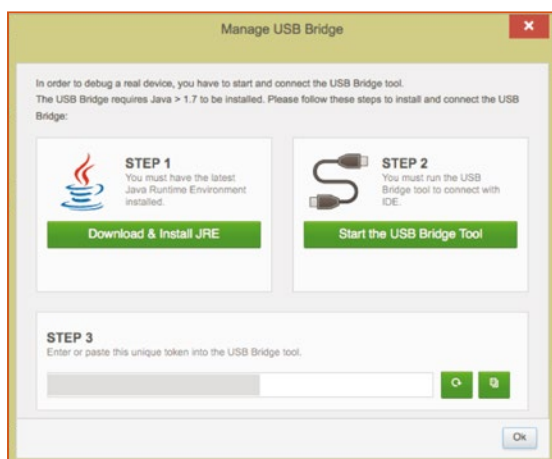 Manage USB Bridge
In order to debug a real device, you have to start and connect the USB Bridge tool.
The USB Bridge requires Java > 1.7 to be installed. Please follow these steps to install and connect the USB
Bridge:
STEP 1
You must have the latest
Java Runtime Environment
installed.
Download & Install JRE
STEP 2
You must run the USB
Bridge tool to connect with
IDE.
Start the USB Bridge Tool
STEP 3
Enter or paste this unique token into the USB Bridge tool.
Ok